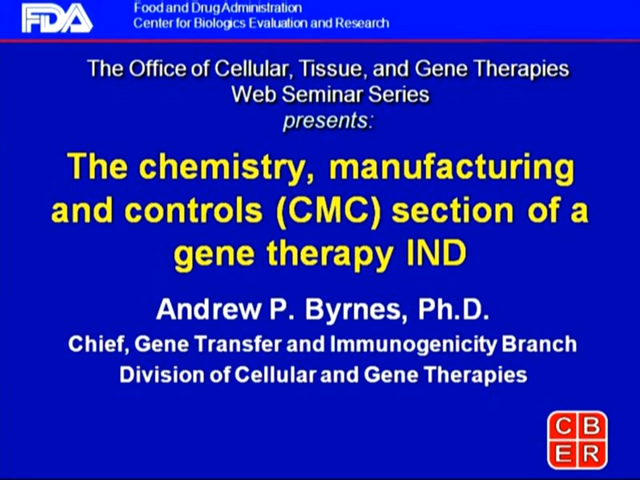 FDA
Food and Drug Administration
Center for Biologics Evaluation and Research
The Office of Cellular, Tissue, and Gene Therapies
Web Seminar Series
presents:
The chemistry, manufacturing
and controls (CMC) section of a
gene therapy IND
Andrew P. Byrnes, Ph.D.
Chief, Gene Transfer and Immunogenicity Branch
Division of Cellular and Gene Therapies
C B
E R